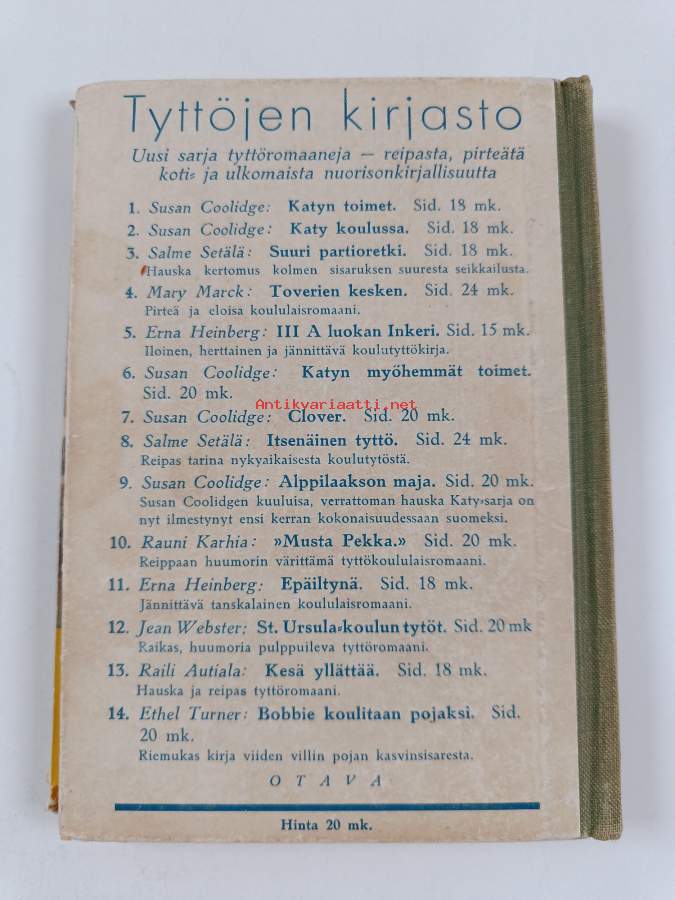 Tyttöjen kirjasto
Uusi sarja tyttöromaaneja — reipasta, pirteätä
koti- ja ulkomaista nuorisonkirjallisuutta
1. Susan Coolidge: Katyn toimet. Sid. 18 mk.
2. Susan Coolidge: Katy koulussa. Sid. 18 mk.
3. Salme Setälä: Suuri partioretki. Sid. 18 mk.
Hauska kertomus kolmen sisaruksen suuresta seikkailusta.
4. Mary Marck: Toverien kesken. Sid. 24 mk.
Pirteä ja eloisa koululaisromaani.
5. Erna Heinberg: III A luokan Inkeri. Sid. 15 mk.
Iloinen, herttainen ja jännittävä koulutyttökirja.
6. Susan Coolidge: Katyn myöhemmät toimet.
Sid. 20 mk.
Antikvariaatti.net
7. Susan Coolidge: Clover. Sid. 20 mk.
8. Salme Setälä: Itsenäinen tyttö. Sid. 24 mk.
Reipas tarina nykyaikaisesta koulutytöstä.
9. Susan Coolidge: Alppilaakson maja. Sid. 20 mk.
Susan Coolidgen kuuluisa, verrattoman hauska Katy-sarja on
nyt ilmestynyt ensi kerran kokonaisuudessaan suomeksi.
10. Rauni Karhia: »Musta Pekka.» Sid. 20 mk.
Reippaan huumorin värittämä tyttökoululaisromaani.
11. Erna Heinberg: Epäiltynä. Sid. 18 mk.
Jännittävä tanskalainen koululaisromaani.
12. Jean Webster: St. Ursula-koulun tytöt. Sid. 20 mk
Raikas, huumoria pulppuileva tyttöromaani.
13. Raili Autiala: Kesä yllättää. Sid. 18 mk.
Hauska ja reipas tyttöromaani.
14. Ethel Turner: Bobbie koulitaan pojaksi. Sid.
20 mk.
Riemukas kirja viiden villin pojan kasvinsisaresta.
OTAVA
Hinta 20 mk.